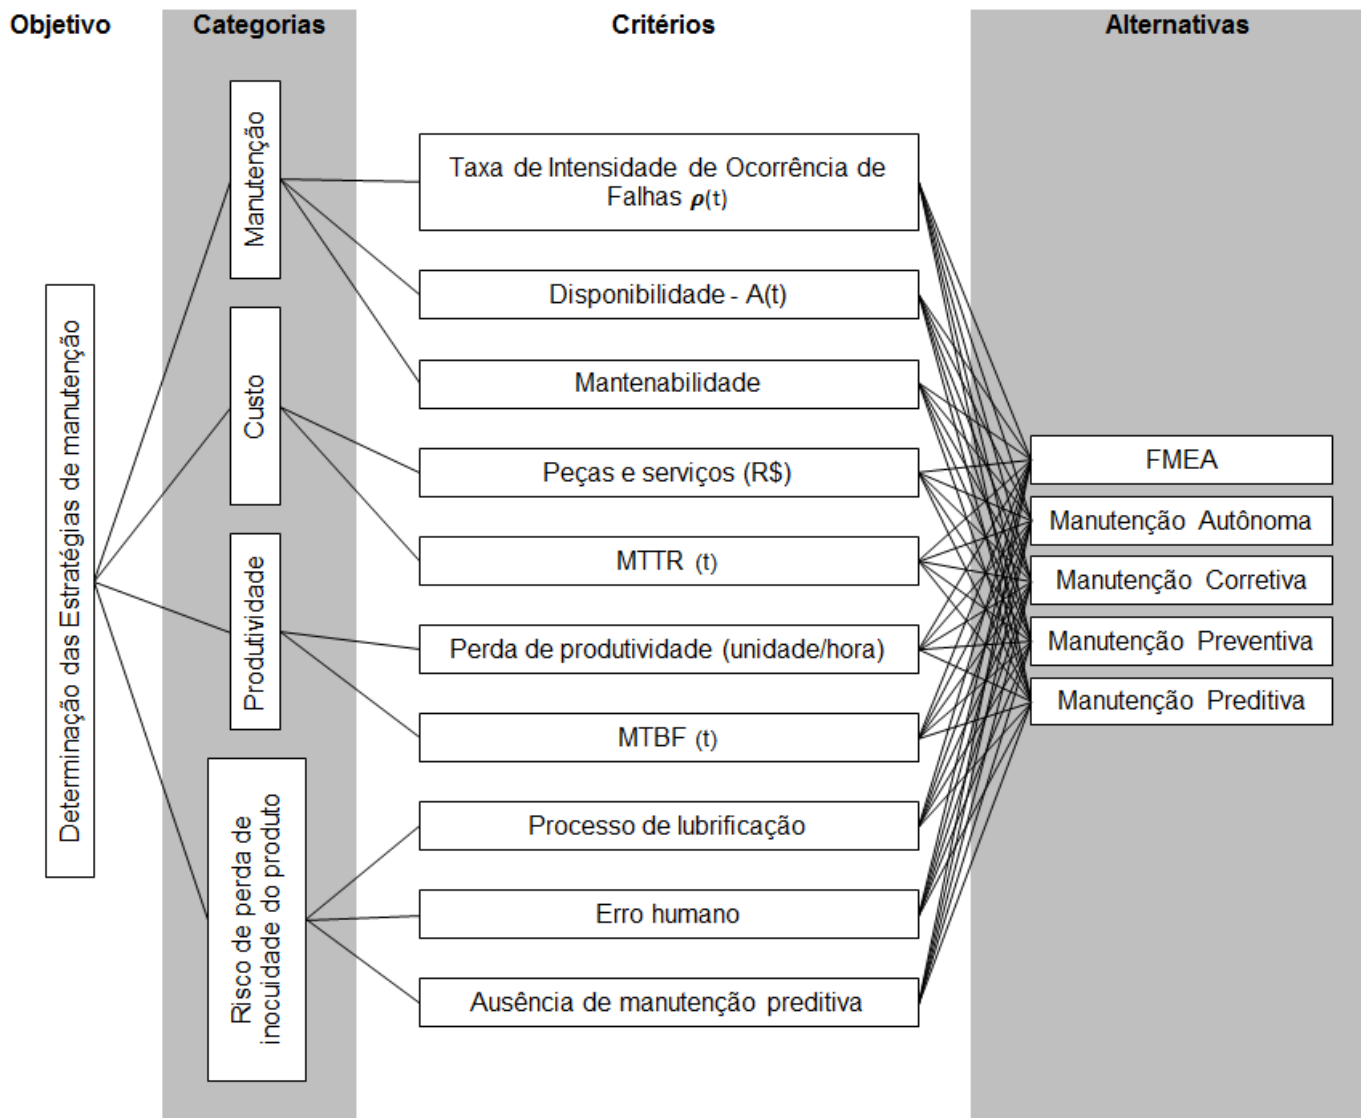 Objetivo
Categorias
Critérios
Alternativas
Determinação das Estratégias de manutenção
Manutenção
Custo
Produtividade
Risco de perda de
inocuidade do produto
Taxa de Intensidade de Ocorrência de
Falhas ρ(t)
Disponibilidade - A(t)
Mantenabilidade
Peças e serviços (R$)
MTTR (t)
Perda de produtividade (unidade/hora)
MTBF (t)
Processo de lubrificação
Erro humano
Ausência de manutenção preditiva
FMEA
Manutenção Autônoma
Manutenção Corretiva
Manutenção Preventiva
Manutenção Preditiva